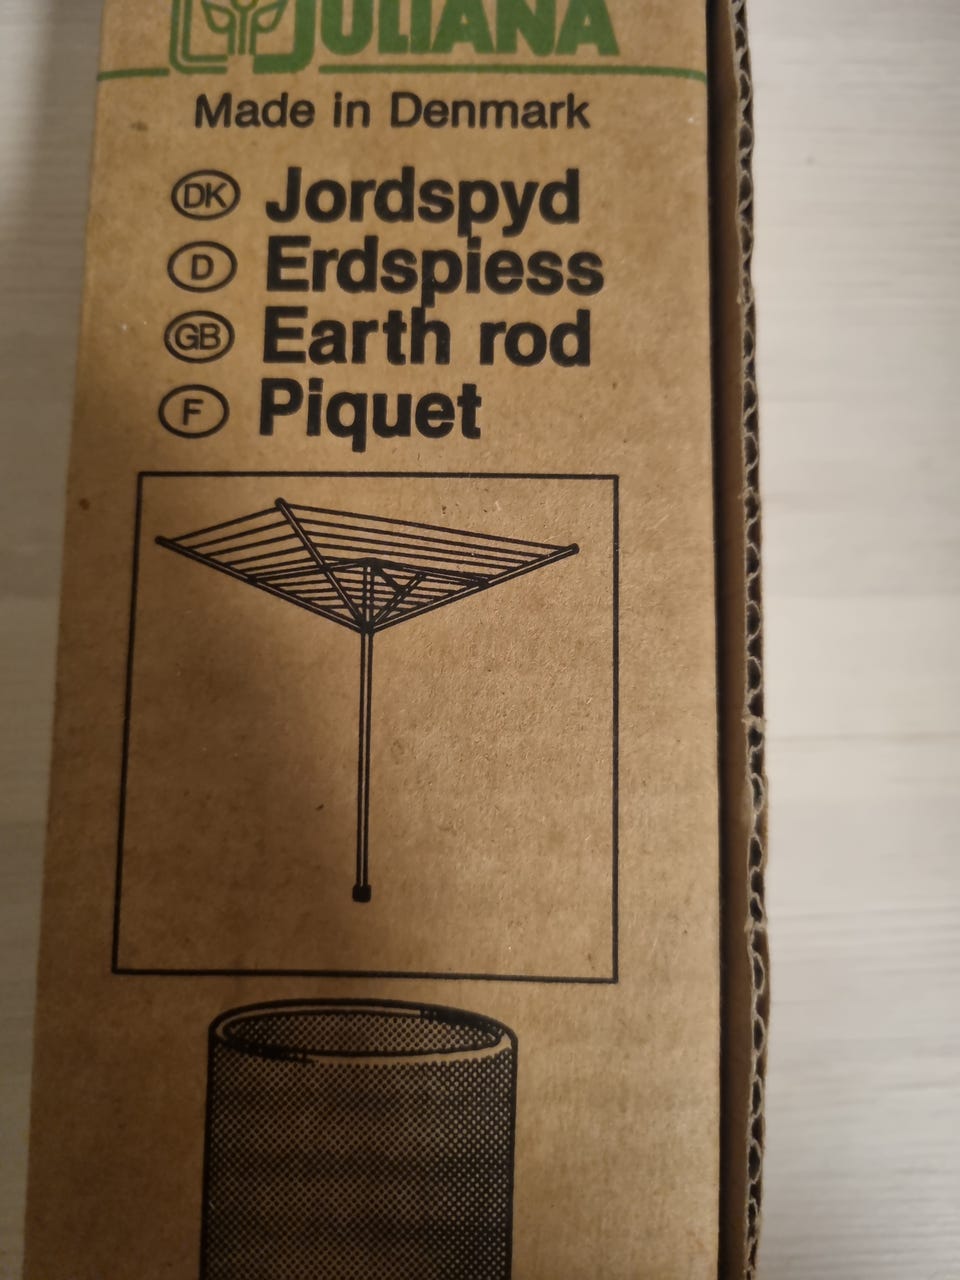 JULIANA
Made in Denmark
DK Jordspyd
D Erdspiess
GB Earth rod
F Piquet